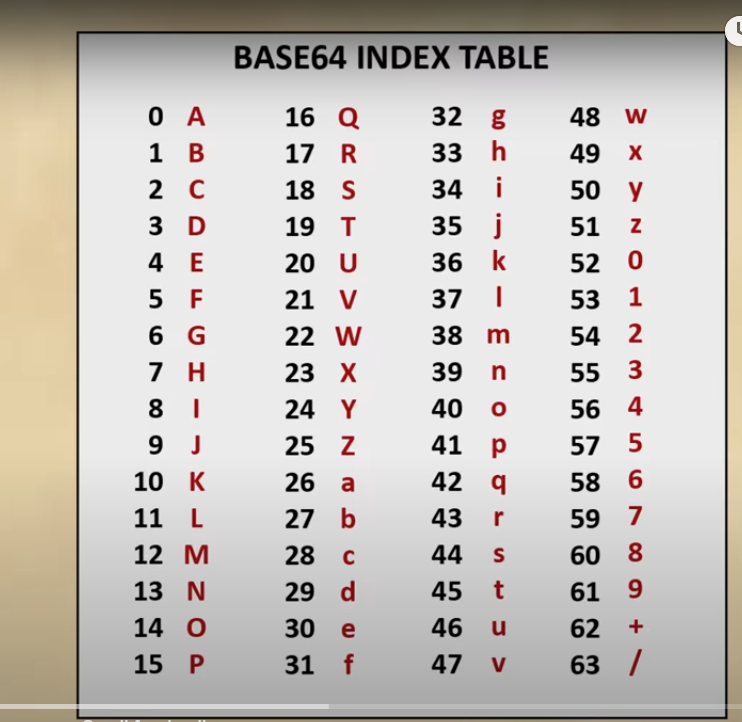 BASE64 INDEX TABLE
0 A 16 Q 32 g 48 w
1 B 17 R 33 h 49 x
2 C 18 S 34 i 50 y
3 D 19 T 35 j 51 z
4 E 20 U 36 k 52 0
5 F 21 V 37 l 53 1
6 G 22 W 38 m 54 2
7 H 23 X 39 n 55 3
8 I 24 Y 40 o 56 4
9 J 25 Z 41 p 57 5
10 K 26 a 42 q 58 6
11 L 27 b 43 r 59 7
12 M 28 c 44 s 60 8
13 N 29 d 45 t 61 9
14 O 30 e 46 u 62 +
15 P 31 f 47 v 63 /